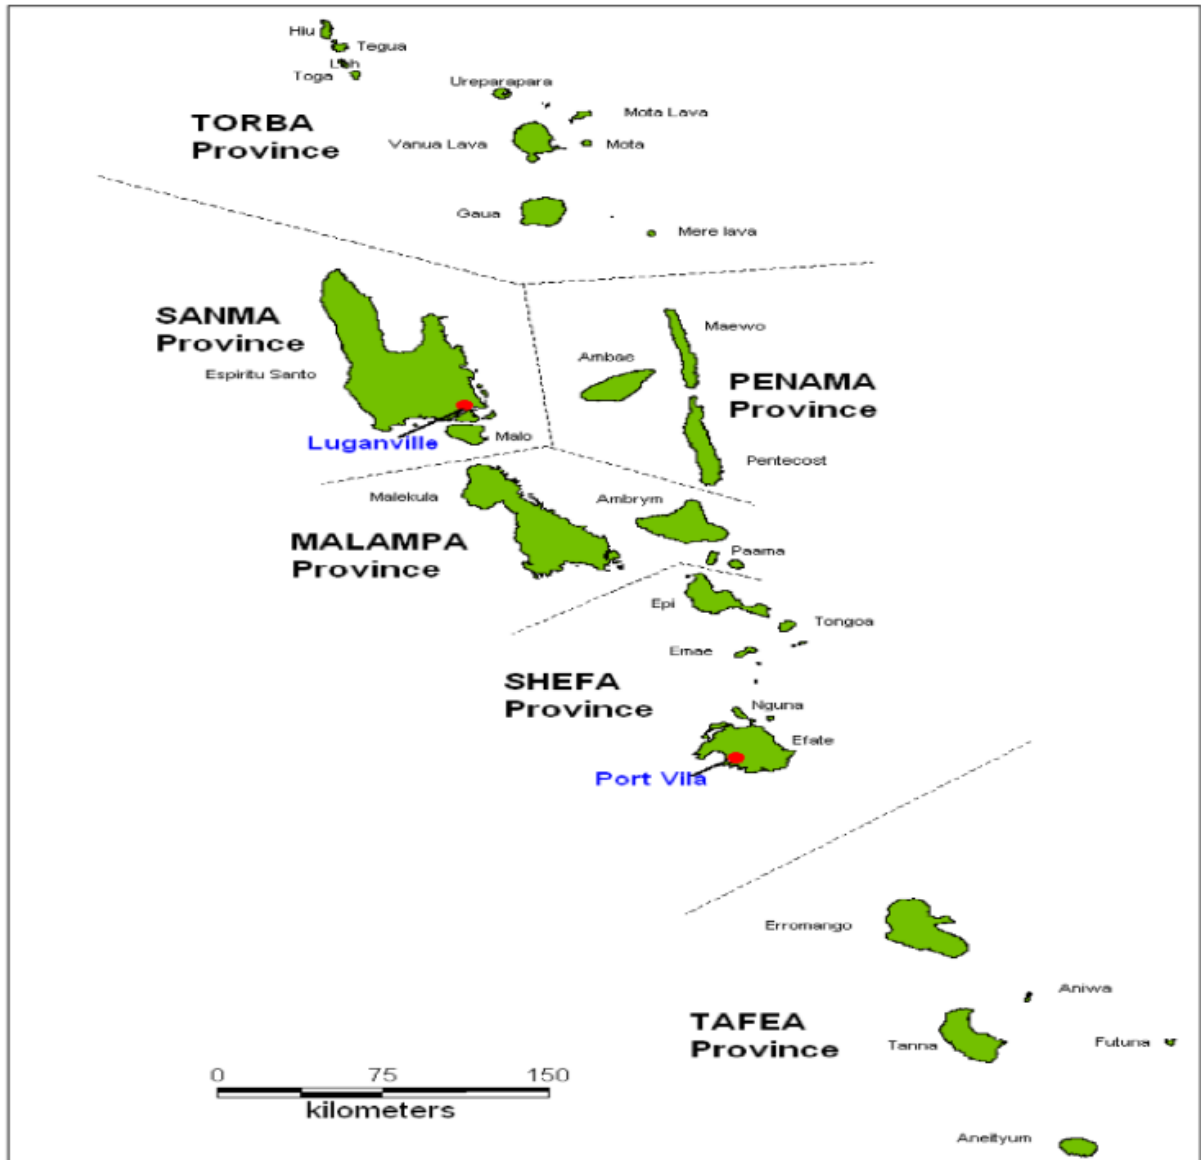 Hiu
Tegua
Loh
Toga
Ureparapara
Mota Lava
TORBA
Province
Vanua Lava
Mota
Gaua
Mere lava
SANMA
Province
Espiritu Santo
Maewo
Ambae
PENAMA
Province
Luganville
Malo
Pentecost
Malekula
Ambrym
MALAMPA
Province
Paama
Epi
Tongoa
Emae
SHEFA
Province
Nguna
Efate
Port Vila
Erromango
Aniwa
TAFEA
Province
Tanna
Futuna
0 75 150
kilometers
Aneityum